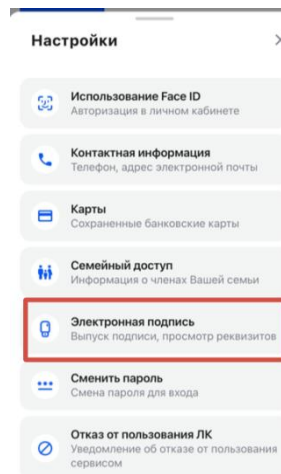 Настройки
Использование Face ID
Авторизация в личном кабинете
Контактная информация
Телефон, адрес электронной почты
Карты
Сохраненные банковские карты
Семейный доступ
Информация о членах Вашей семьи
Электронная подпись
Выпуск подписи, просмотр реквизитов
Сменить пароль
Смена пароля для входа
Отказ от пользования ЛК
Уведомление об отказе от пользования
сервисом